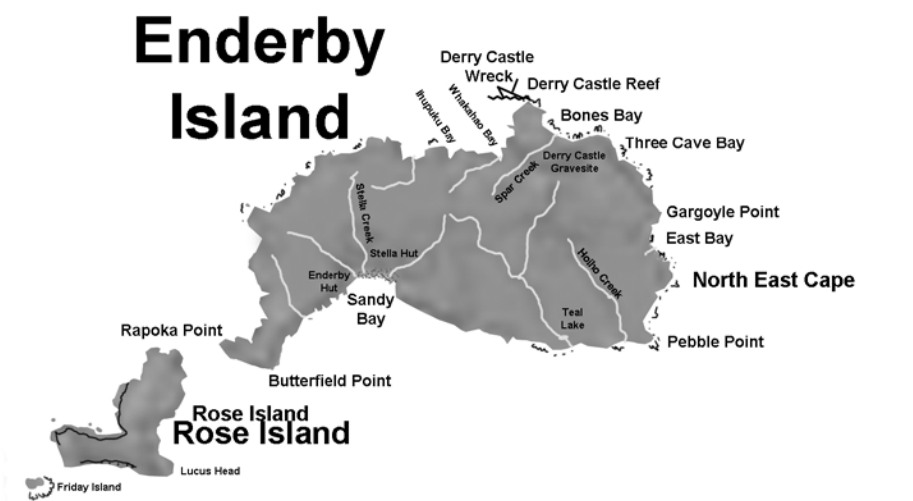 Enderby
Island
Derry Castle
Wreck
Derry Castle Reef
Ihupuku Bay
Whakahao Bay
Bones Bay
Three Cave Bay
Derry Castle
Gravesite
Spar Creek
Stella Creek
Gargoyle Point
East Bay
Stella Hut
Hoiho Creek
Enderby
Hut
North East Cape
Sandy
Bay
Teal
Lake
Rapoka Point
Pebble Point
Butterfield Point
Rose Island
Rose Island
Lucus Head
Friday Island